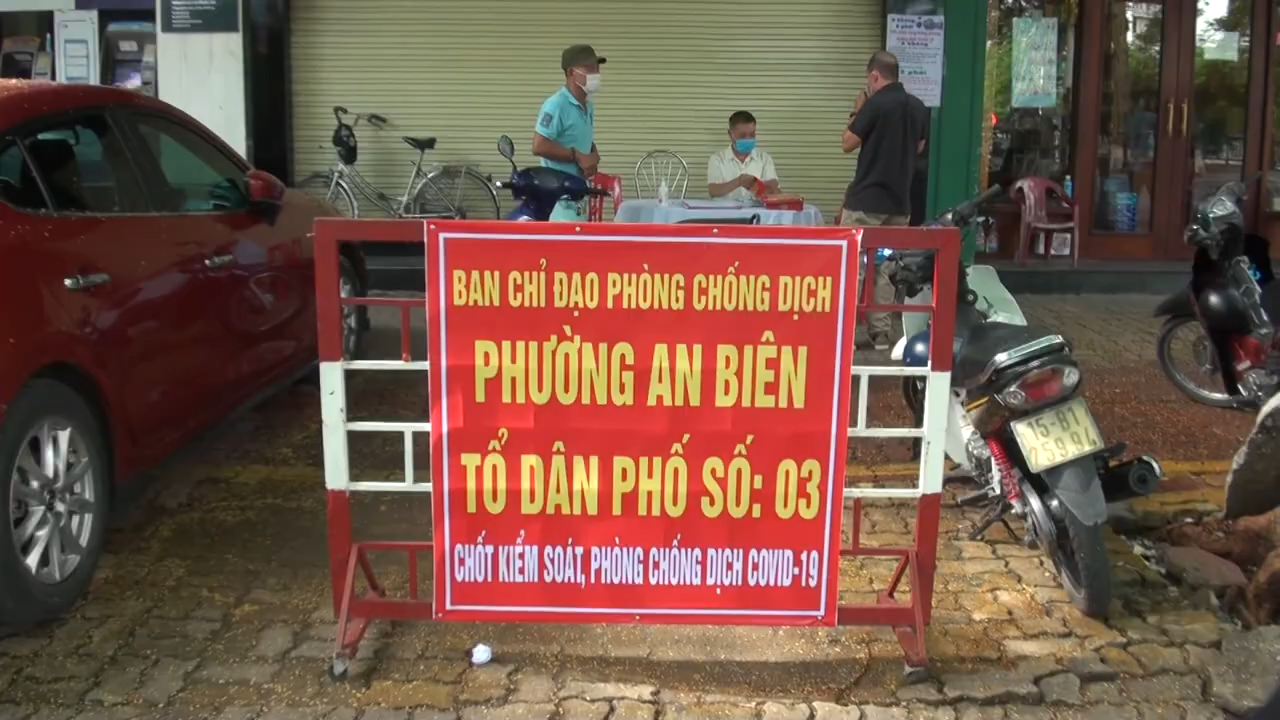 BAN CHỈ ĐẠO PHÒNG CHỐNG DỊCH
PHƯỜNG AN BIÊN
TỔ DÂN PHỐ SỐ: 03
CHỐT KIỂM SOÁT, PHÒNG CHỐNG DỊCH COVID-19
15-B1
259.94